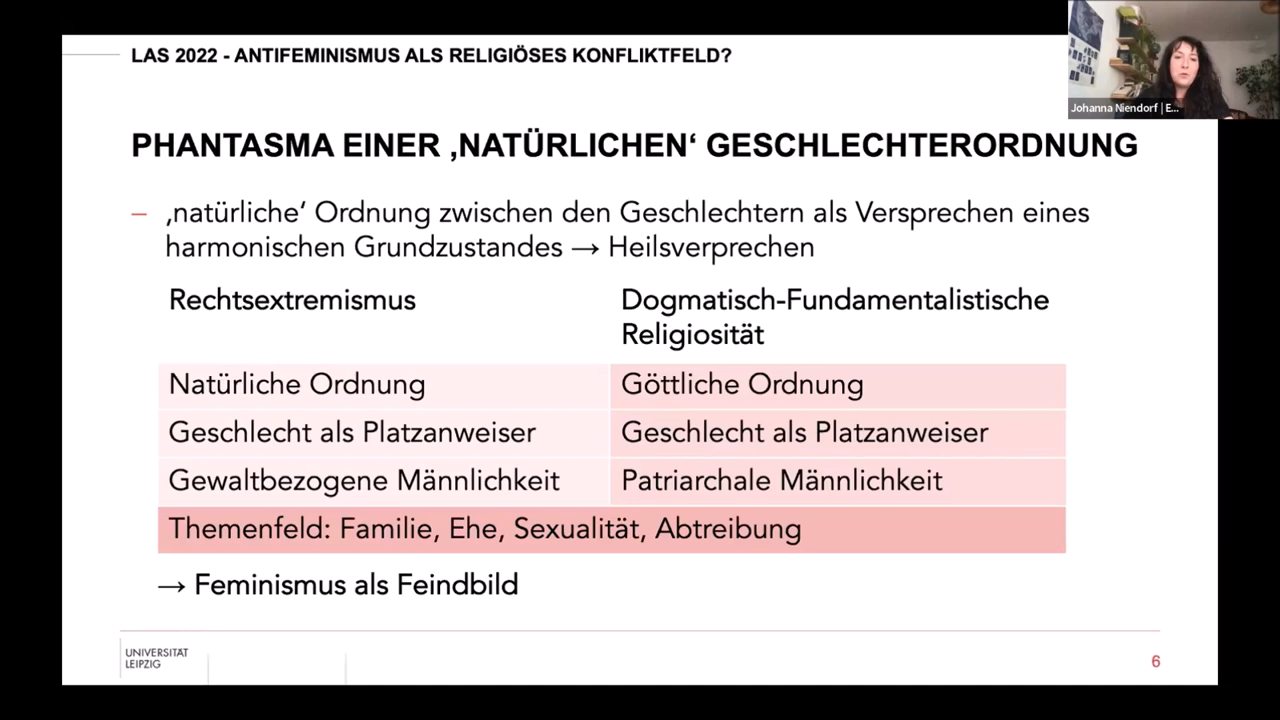 LAS 2022 - ANTIFEMINISMUS ALS RELIGIÖSES KONFLIKTFELD?
Johanna Niendorf | E...
PHANTASMA EINER ‚NATÜRLICHEN‘ GESCHLECHTERORDNUNG
– ‚natürliche‘ Ordnung zwischen den Geschlechtern als Versprechen eines
harmonischen Grundzustandes → Heilsverprechen
Rechtsextremismus
Dogmatisch-Fundamentalistische
Religiosität
Natürliche Ordnung
Göttliche Ordnung
Geschlecht als Platzanweiser
Geschlecht als Platzanweiser
Gewaltbezogene Männlichkeit
Patriarchale Männlichkeit
Themenfeld: Familie, Ehe, Sexualität, Abtreibung
→ Feminismus als Feindbild
UNIVERSITÄT
LEIPZIG
6